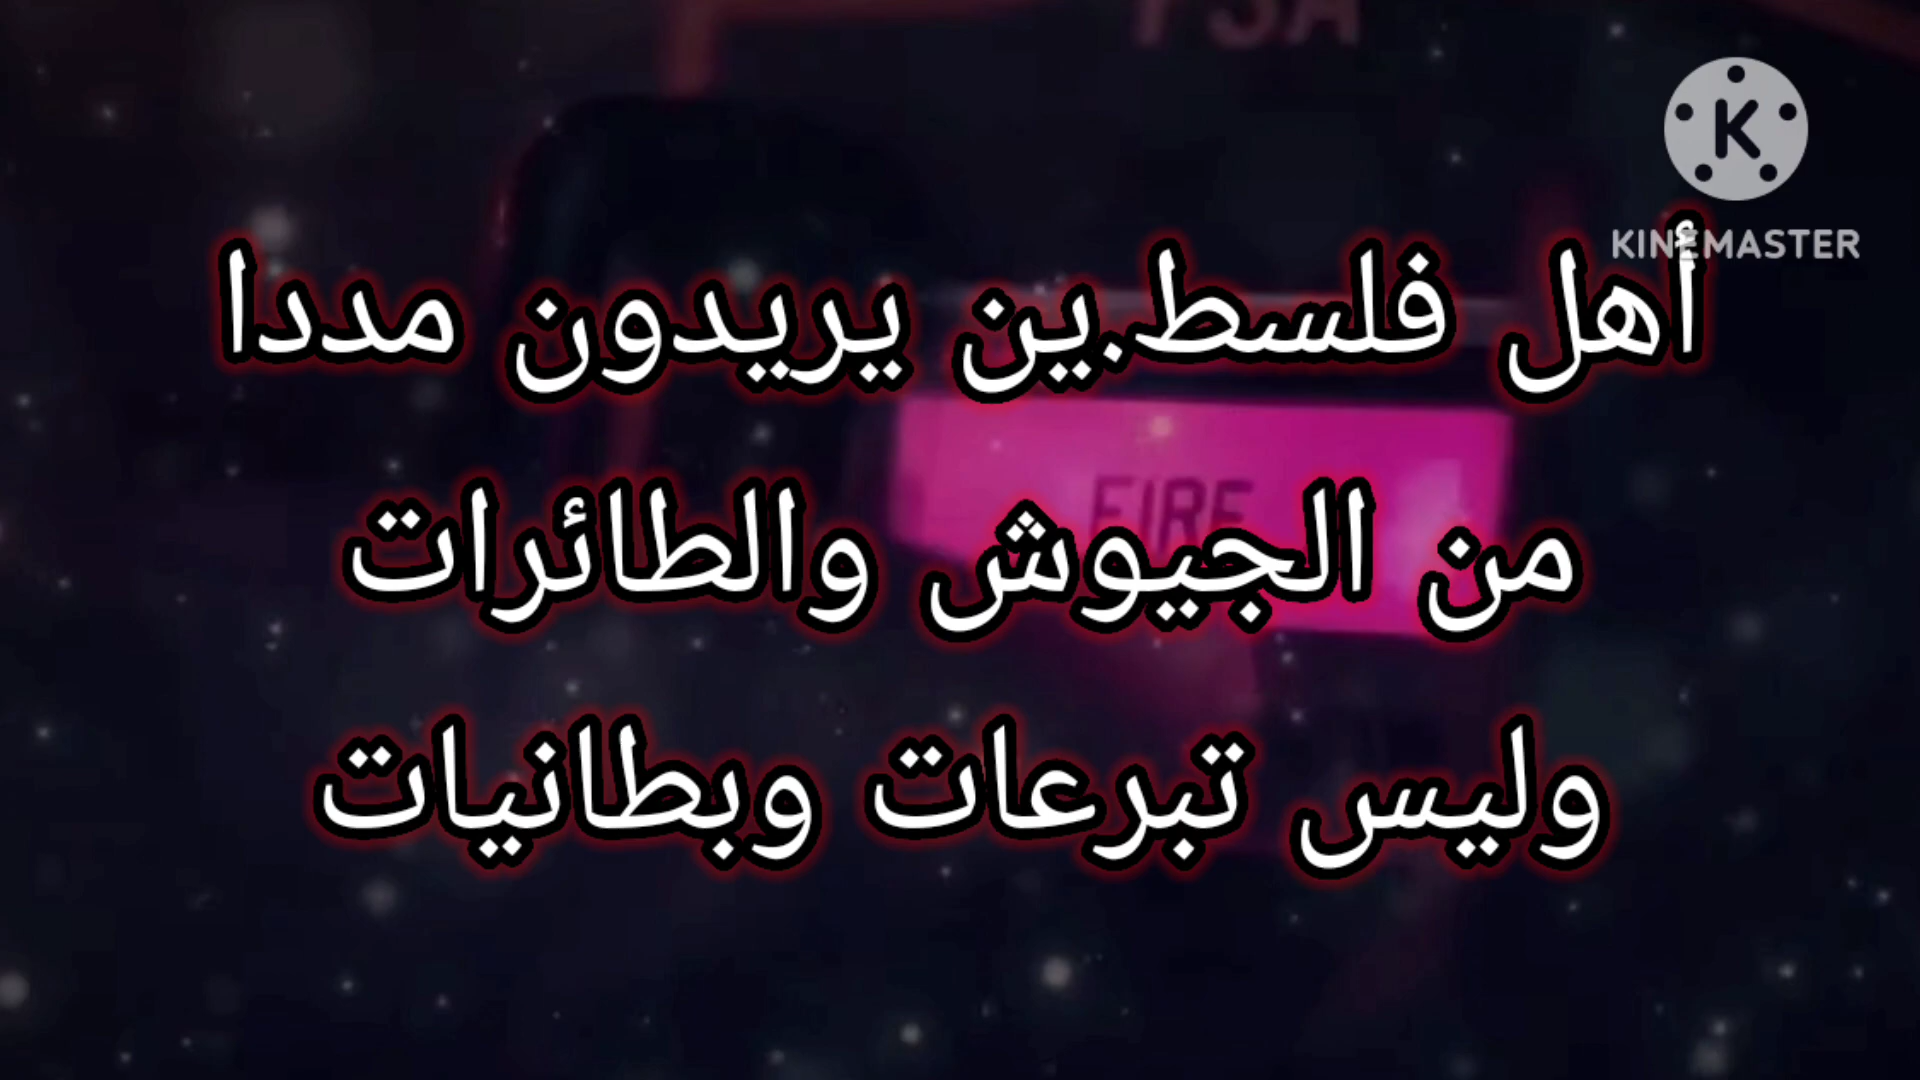 KINEMASTER
أهل فلسط.ين يريدون مددا
FIRE
من الجيوش والطائرات
وليس تبرعات وبطانيات